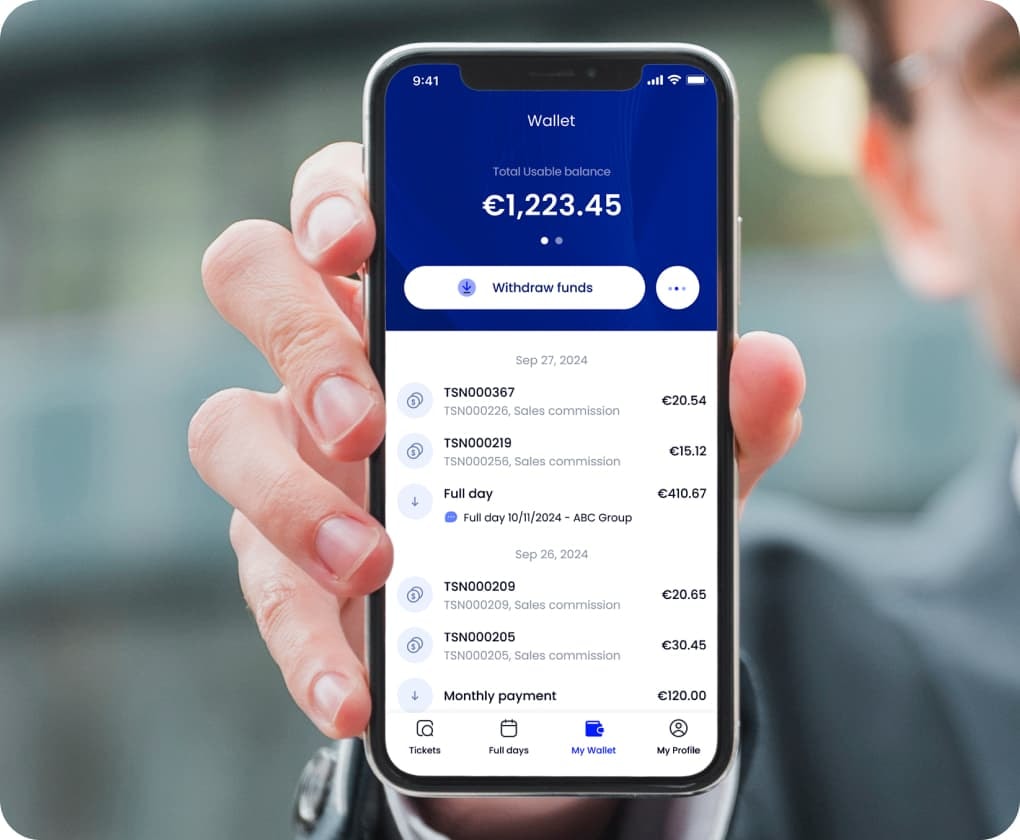 9:41
Wallet
Total Usable balance
€1,223.45
Withdraw funds
Sep 27, 2024
TSN000367
€20.54
TSN000226, Sales commission
TSN000219
€15.12
TSN000256, Sales commission
Full day
€410.67
Full day 10/11/2024 - ABC Group
Sep 26, 2024
TSN000209
€20.65
TSN000209, Sales commission
TSN000205
€30.45
TSN000205, Sales commission
Monthly payment
€120.00
Tickets
Full days
My Wallet
My Profile